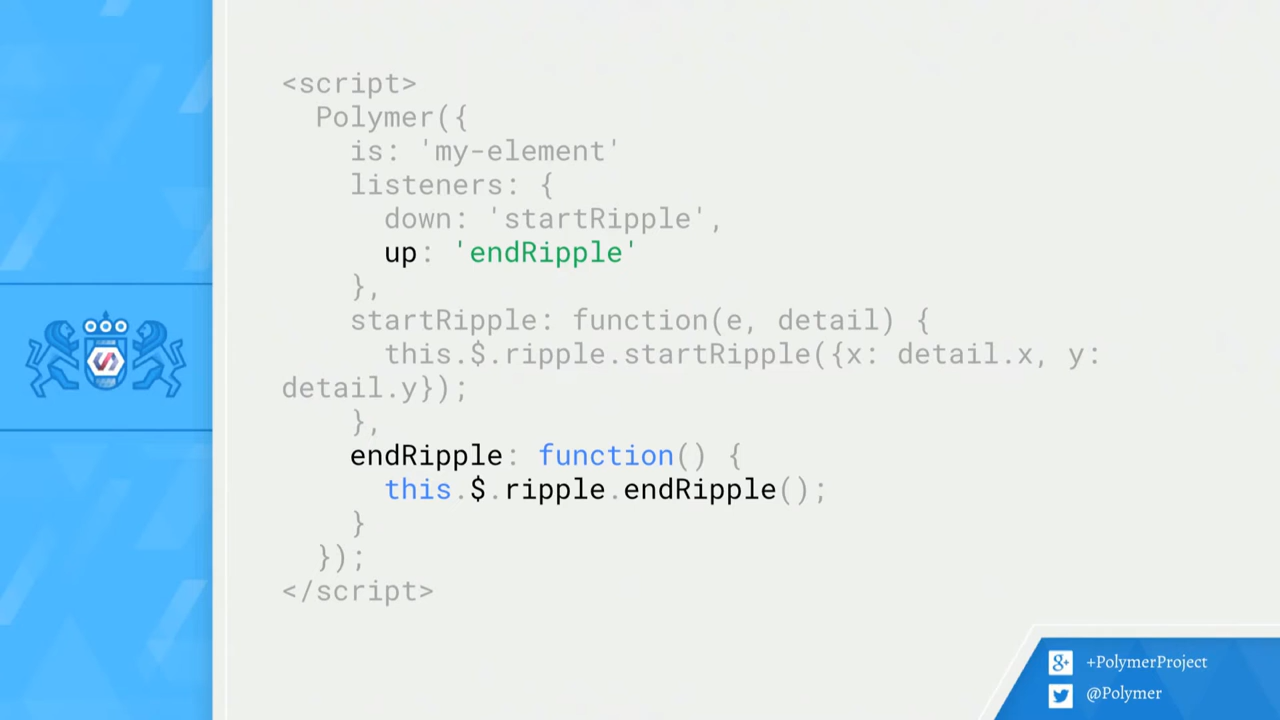 <script>
  Polymer({
    is: 'my-element'
    listeners: {
      down: 'startRipple',
      up: 'endRipple'
    },
    startRipple: function(e, detail) {
      this.$.ripple.startRipple({x: detail.x, y:
detail.y});
    },
    endRipple: function() {
      this.$.ripple.endRipple();
    }
  });
</script>
+PolymerProject
@Polymer